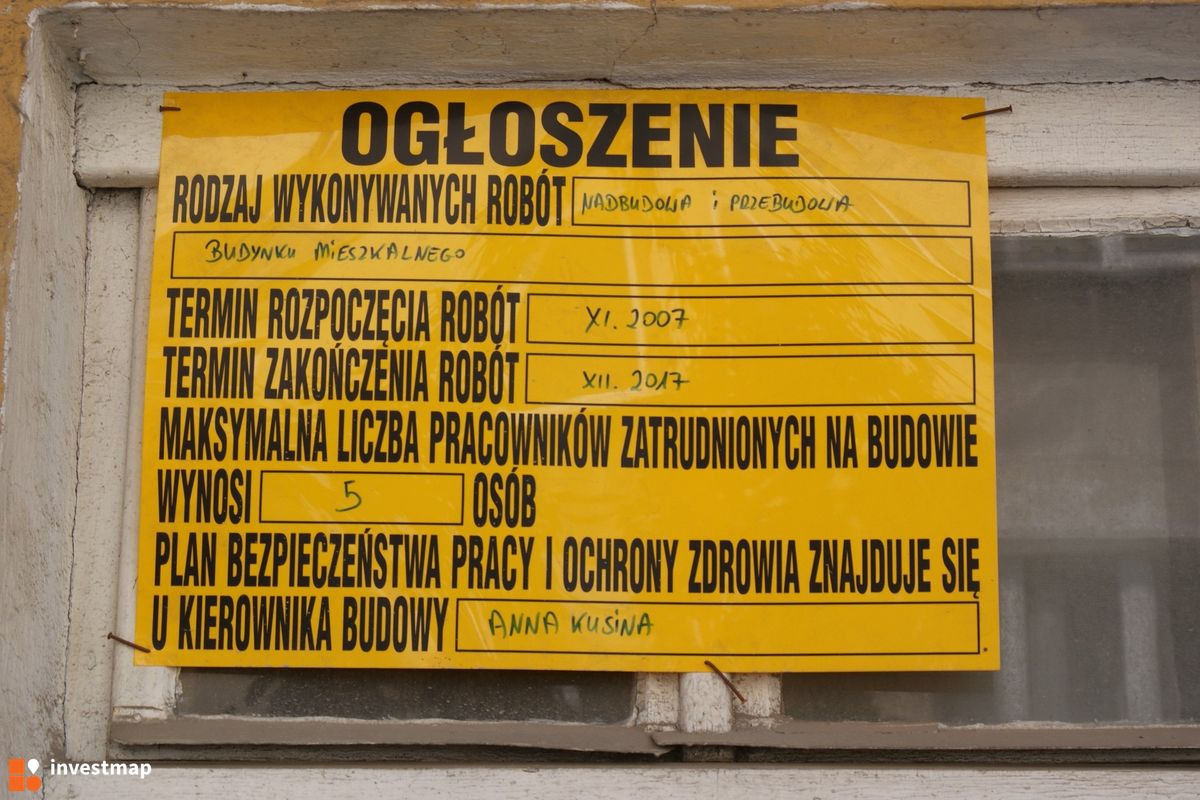 OGŁOSZENIE
RODZAJ WYKONYWANYCH ROBÓT NADBUDOWA i PRZEBUDOWA
BUDYNKU MiESZKALNEGO
TERMIN ROZPOCZĘCIA ROBÓT XI. 2007
TERMIN ZAKOŃCZENIA ROBÓT XII. 2017
MAKSYMALNA LICZBA PRACOWNIKÓW ZATRUDNIONYCH NA BUDOWIE
WYNOSI 5 OSÓB
PLAN BEZPIECZEŃSTWA PRACY I OCHRONY ZDROWIA ZNAJDUJE SIĘ
U KIEROWNIKA BUDOWY ANNA KUSiNA.
investmap